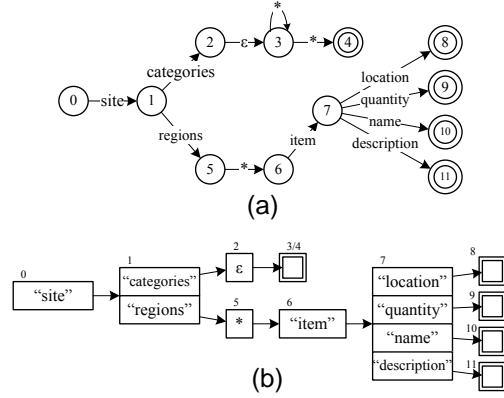 *
2 ε 3 * 4
8
categories
location
9
0 site 1
quantity
7
name
10
regions
item
description
5 * 6
11
(a)
0 1 2 3/4 7 8
"categories" ε
"location"
"site"
5 6 9
"regions" * "item" "quantity"
10
"name"
11
"description"
(b)